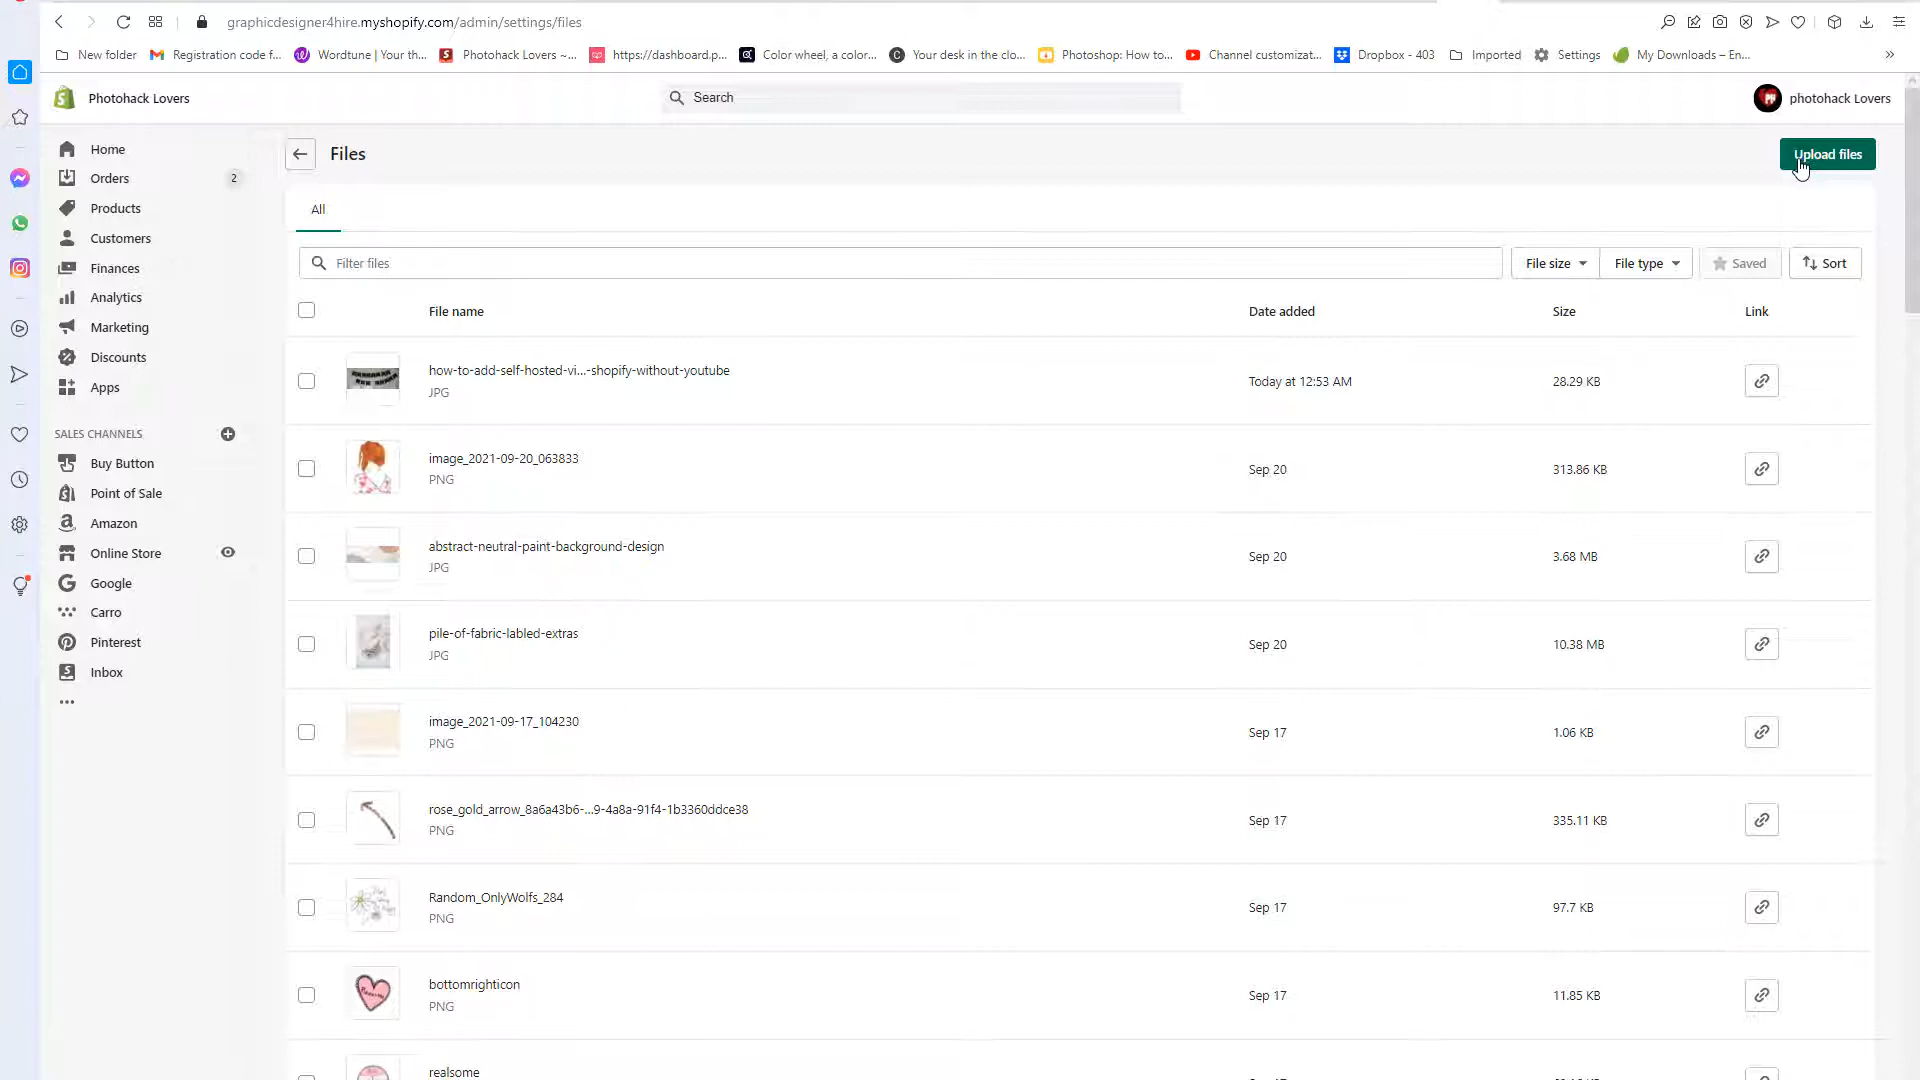 graphicdesigner4hire.myshopify.com/admin/settings/files
New folder Registration code f... Wordtune | Your th... Photohack Lovers ~... https://dashboard.p... Color wheel, a color... Your desk in the clo... Photoshop: How to... Channel customizat... Dropbox - 403 Imported Settings My Downloads – En... »
Photohack Lovers Search photohack Lovers
Home
Orders 2
Products
Customers
Finances
Analytics
Marketing
Discounts
Apps
SALES CHANNELS
Buy Button
Point of Sale
Amazon
Online Store
Google
Carro
Pinterest
Inbox
Files Upload files
All
Filter files File size File type Saved Sort
File name Date added Size Link
how-to-add-self-hosted-vi...-shopify-without-youtube
JPG
Today at 12:53 AM 28.29 KB
image_2021-09-20_063833
PNG
Sep 20 313.86 KB
abstract-neutral-paint-background-design
JPG
Sep 20 3.68 MB
pile-of-fabric-labled-extras
JPG
Sep 20 10.38 MB
image_2021-09-17_104230
PNG
Sep 17 1.06 KB
rose_gold_arrow_8a6a43b6-...9-4a8a-91f4-1b3360ddce38
PNG
Sep 17 335.11 KB
Random_OnlyWolfs_284
PNG
Sep 17 97.7 KB
bottomrighticon
PNG
Sep 17 11.85 KB
realsome